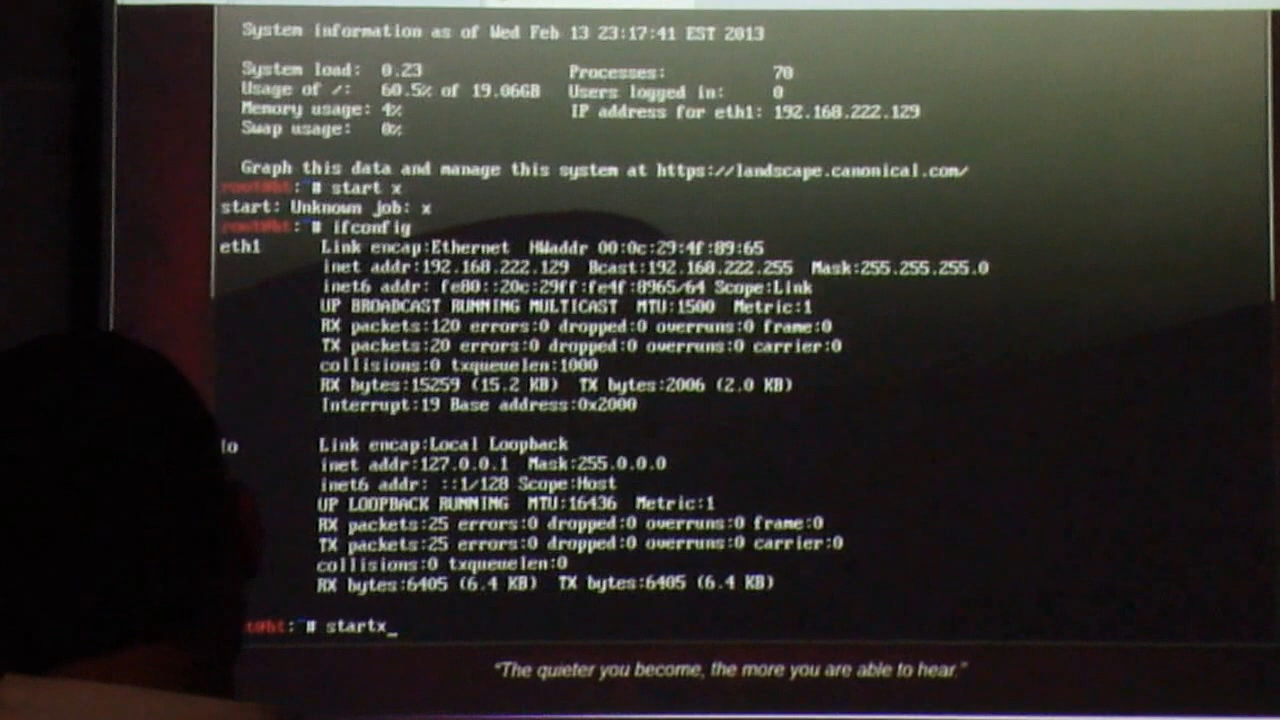 System information as of Wed Feb 13 23:17:41 EST 2013
System load: 0.23 Processes: 70
Usage of /: 60.5% of 19.06GB Users logged in: 0
Memory usage: 4% IP address for eth1: 192.168.222.129
Swap usage: 0%
Graph this data and manage this system at https://landscape.canonical.com/
root@bt:~# start x
start: Unknown job: x
root@bt:~# ifconfig
eth1 Link encap:Ethernet HWaddr 00:0c:29:4f:89:65
inet addr:192.168.222.129 Bcast:192.168.222.255 Mask:255.255.255.0
inet6 addr: fe80::20c:29ff:fe4f:8965/64 Scope:Link
UP BROADCAST RUNNING MULTICAST MTU:1500 Metric:1
RX packets:120 errors:0 dropped:0 overruns:0 frame:0
TX packets:20 errors:0 dropped:0 overruns:0 carrier:0
collisions:0 txqueuelen:1000
RX bytes:15259 (15.2 KB) TX bytes:2006 (2.0 KB)
Interrupt:19 Base address:0x2000
lo Link encap:Local Loopback
inet addr:127.0.0.1 Mask:255.0.0.0
inet6 addr: ::1/128 Scope:Host
UP LOOPBACK RUNNING MTU:16436 Metric:1
RX packets:25 errors:0 dropped:0 overruns:0 frame:0
TX packets:25 errors:0 dropped:0 overruns:0 carrier:0
collisions:0 txqueuelen:0
RX bytes:6405 (6.4 KB) TX bytes:6405 (6.4 KB)
t@bt:~# startx_
"The quieter you become, the more you are able to hear."